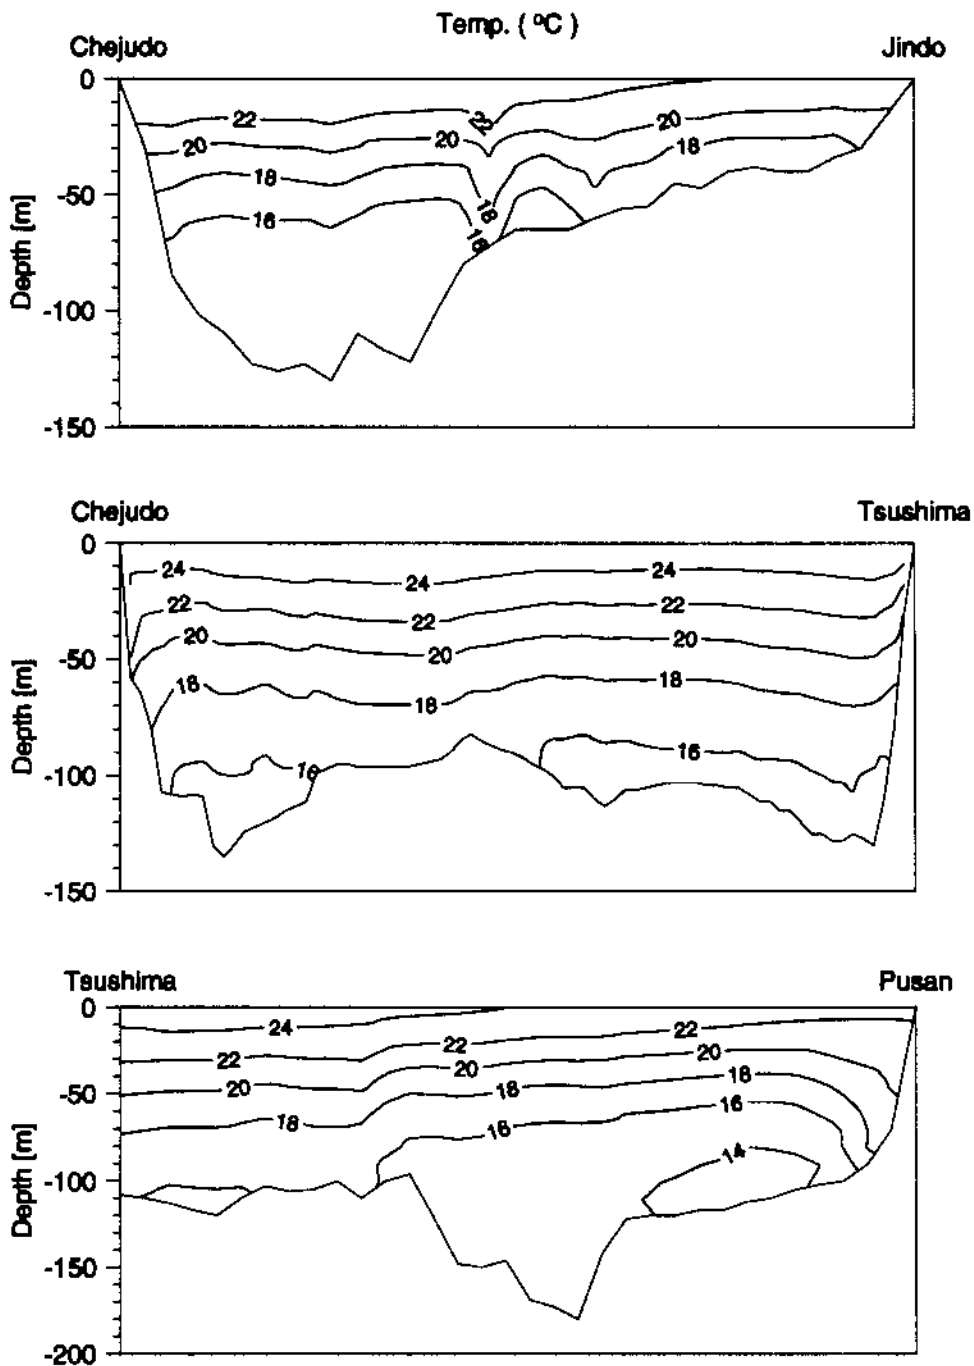 Temp. ( ºC )
Chejudo Jindo
0
22 22
20 20 20
18 18
-50
18
16 16
Depth [m]
-100
-150
Chejudo Tsushima
0
24 24 24
22 22 22
20 20 20
-50
18 18 18
16 16
Depth [m]
-100
-150
Tsushima Pusan
0
24 22
22 22 20
20 20 18
-50
18 18 16
16
14
Depth [m]
-100
-150
-200